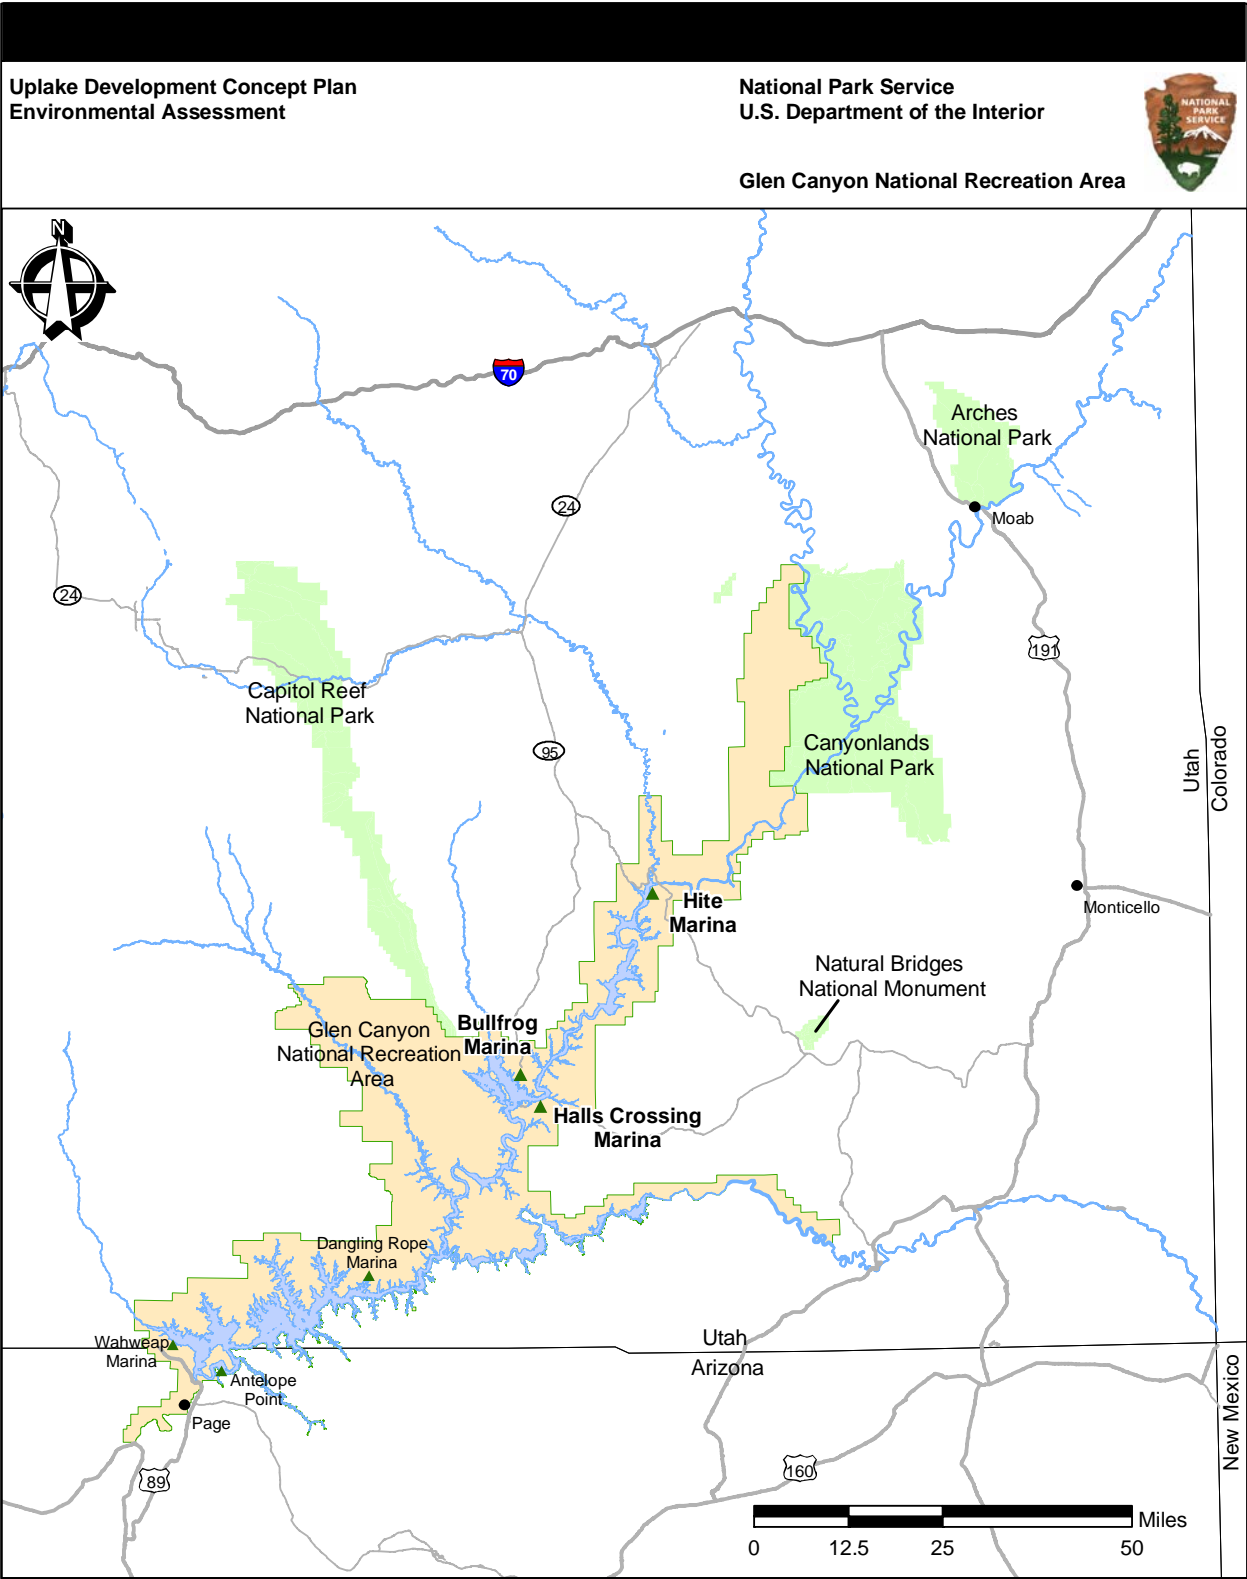 Uplake Development Concept Plan
Environmental Assessment
National Park Service
U.S. Department of the Interior
Glen Canyon National Recreation Area
NATIONAL
PARK
SERVICE
N
70
Arches
National Park
24
Moab
24
191
Capitol Reef
National Park
95
Canyonlands
National Park
Utah
Colorado
Hite
Marina
Monticello
Natural Bridges
National Monument
Bullfrog
Marina
Glen Canyon
National Recreation
Area
Halls Crossing
Marina
Dangling Rope
Marina
Wahweap
Marina
Utah
Arizona
Antelope
Point
Page
New Mexico
89
160
Miles
0
12.5
25
50